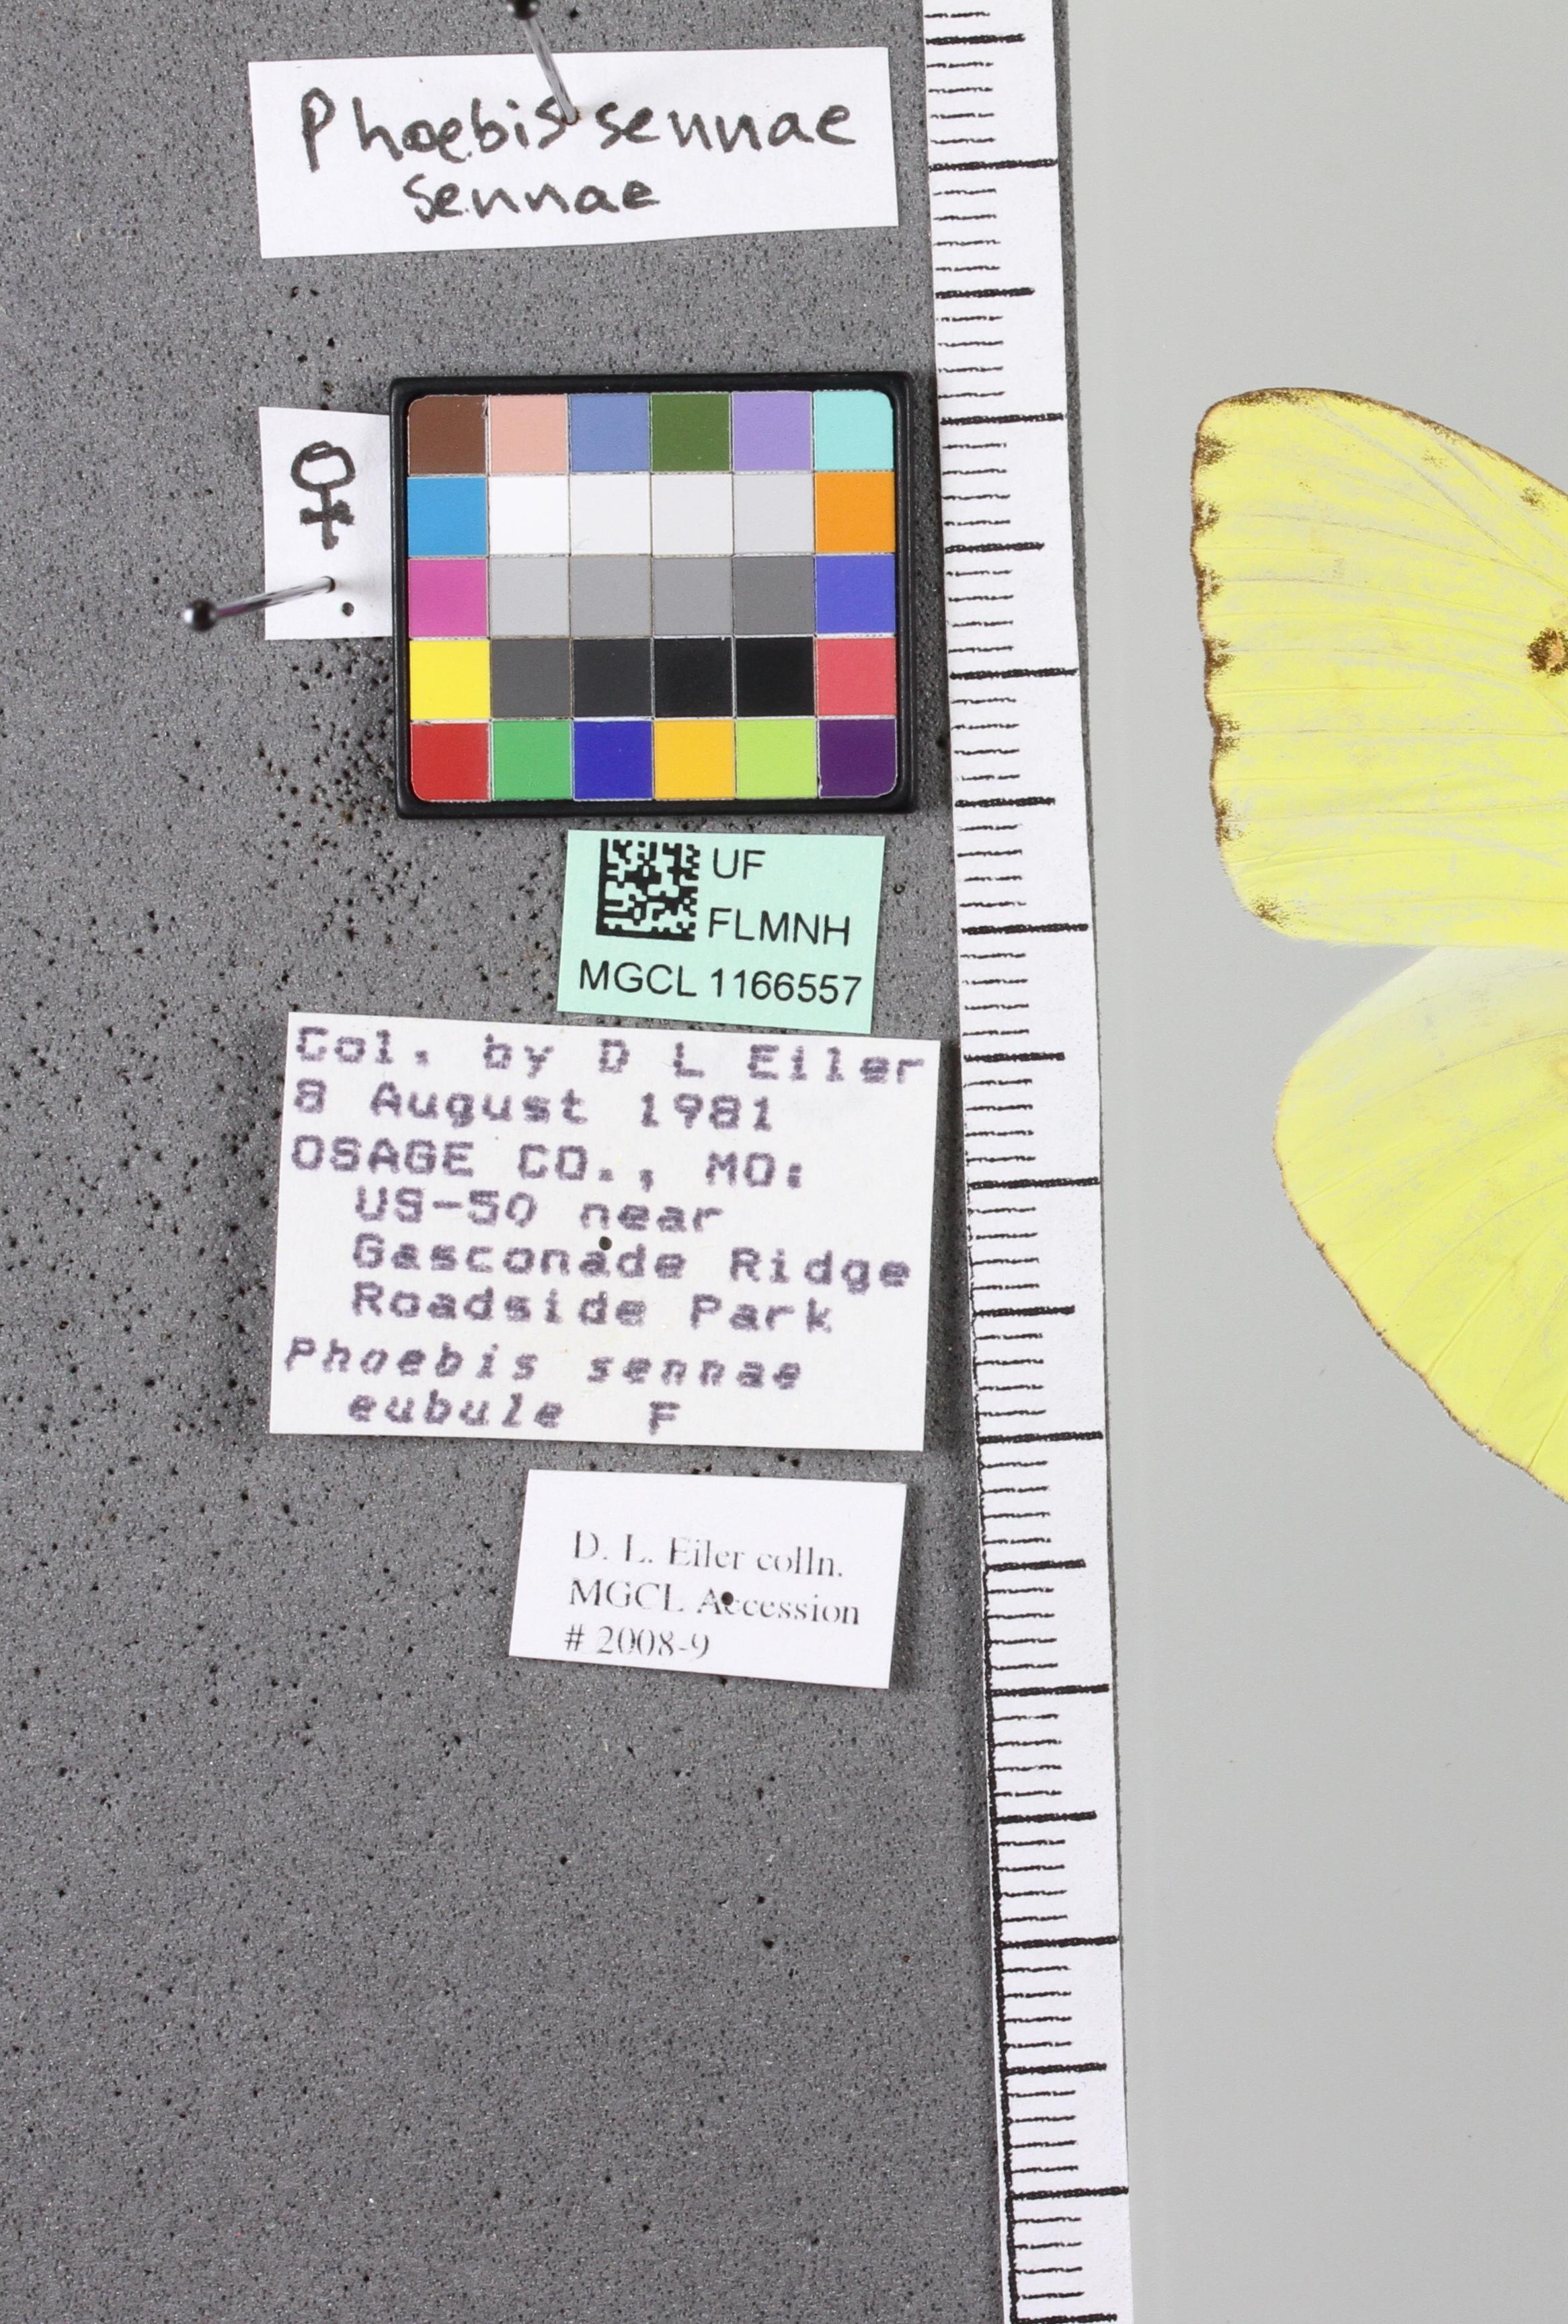 Phoebis sennae
sennae
♀
UF
FLMNH
MGCL 1166557
Col. by D L Eiler
8 August 1981
OSAGE CO., MO:
US-50 near
Gasconade Ridge
Roadside Park
Phoebis sennae
eubule F
D. L. Eiler colln.
MGCL Accession
# 2008-9